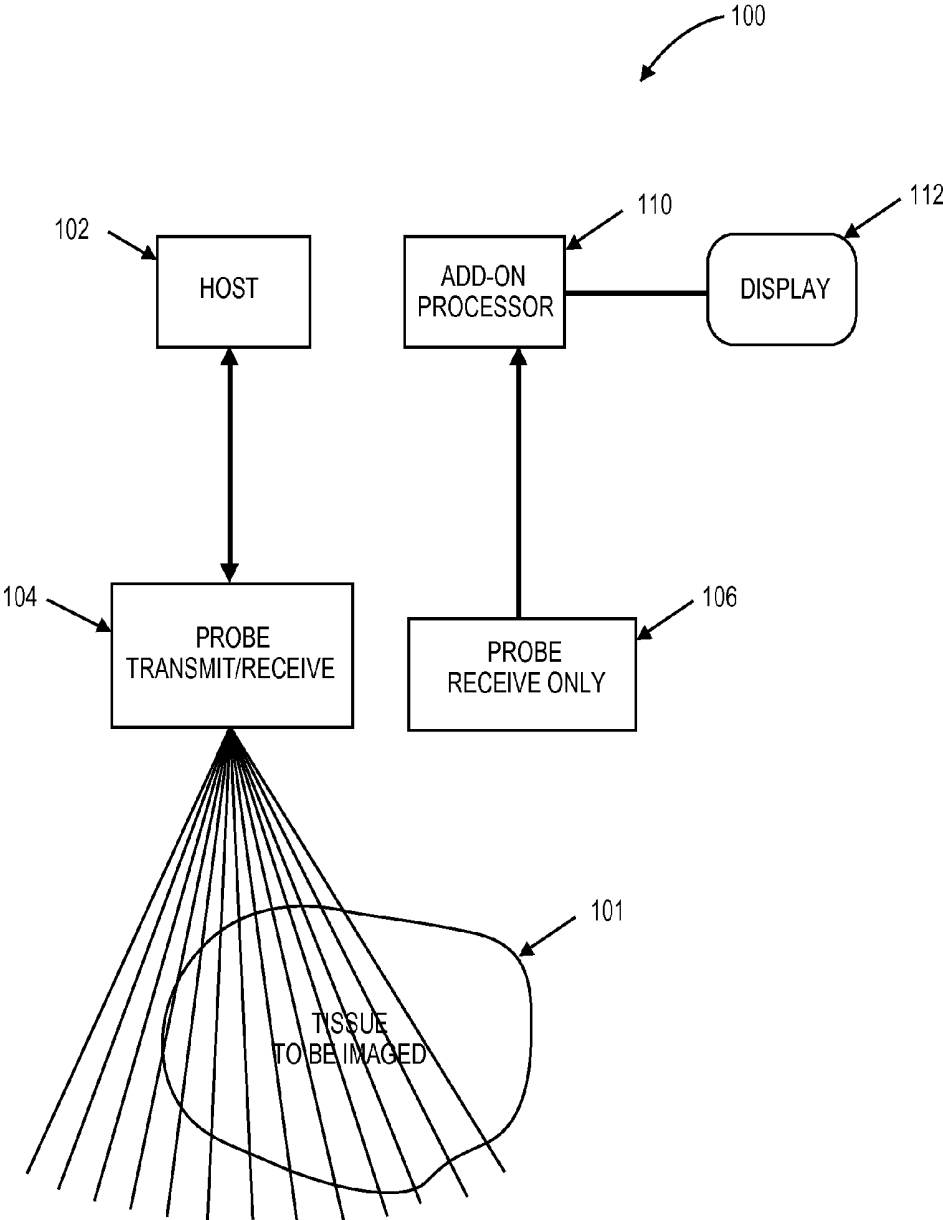 100
102
HOST
110
ADD-ON
PROCESSOR
112
DISPLAY
104
PROBE
TRANSMIT/RECEIVE
106
PROBE
RECEIVE ONLY
101
TISSUE
TO BE IMAGED